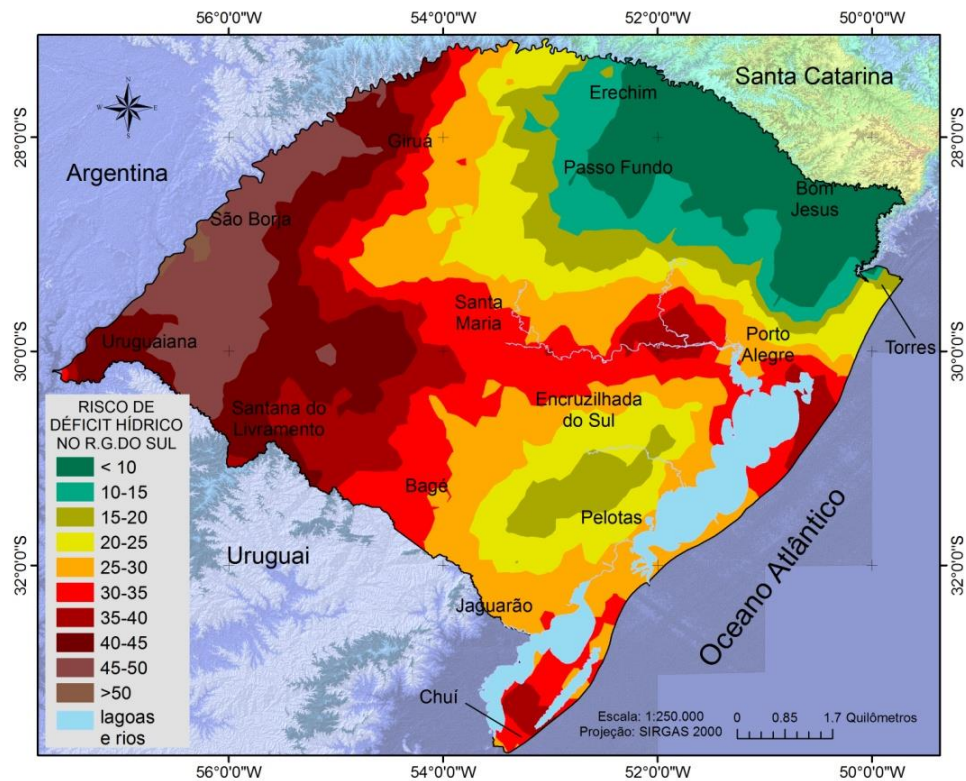 56°0'0"W
54°0'0"W
52°0'0"W
50°0'0"W
28°0'0"S
30°0'0"S
32°0'0"S
N
W
E
S
Santa Catarina
Argentina
Erechim
Giruá
Passo Fundo
Bom
Jesus
São Borja
Santa
Maria
Uruguaiana
Porto
Alegre
Torres
Encruzilhada
do Sul
Santana do
Livramento
Bagé
Pelotas
Uruguai
Jaguarão
Chuí
Oceano Atlântico
RISCO DE
DÉFICIT HÍDRICO
NO R.G.DO SUL
< 10
10-15
15-20
20-25
25-30
30-35
35-40
40-45
45-50
>50
lagoas
e rios
Escala: 1:250.000
Projeção: SIRGAS 2000
0 0.85 1.7 Quilômetros
28°0'0"S
30°0'0"S
32°0'0"S
56°0'0"W
54°0'0"W
52°0'0"W
50°0'0"W